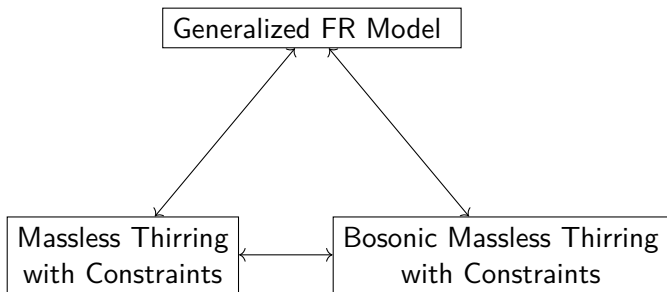 Generalized FR Model
Massless Thirring
with Constraints
Bosonic Massless Thirring
with Constraints